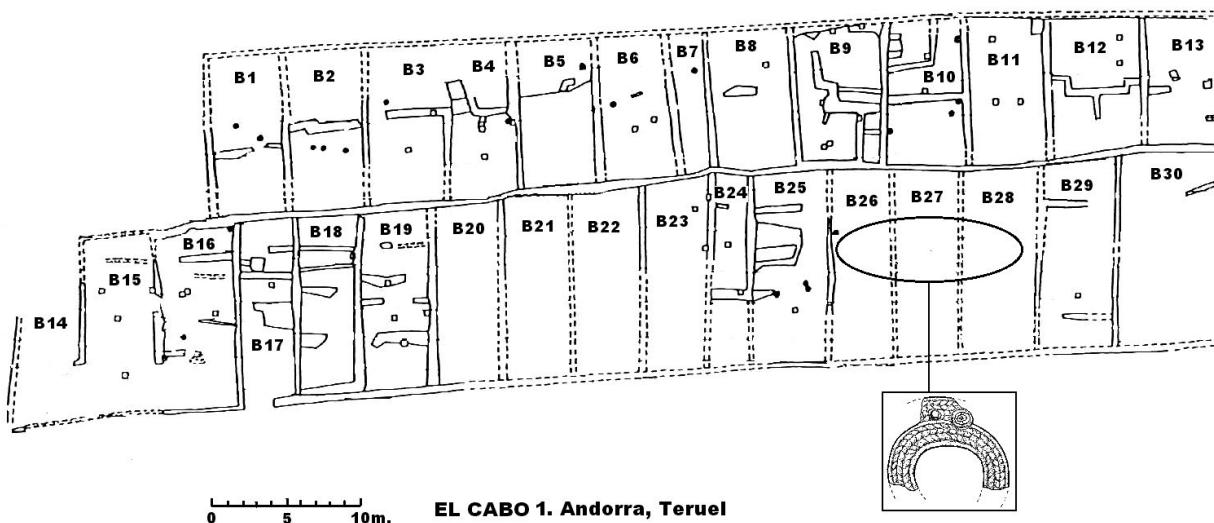 B1 B2 B3 B4 B5 B6 B7 B8 B9 B10 B11 B12 B13
B14 B15 B16 B17 B18 B19 B20 B21 B22 B23 B24 B25 B26 B27 B28 B29 B30
0 5 10m.
EL CABO 1. Andorra, Teruel